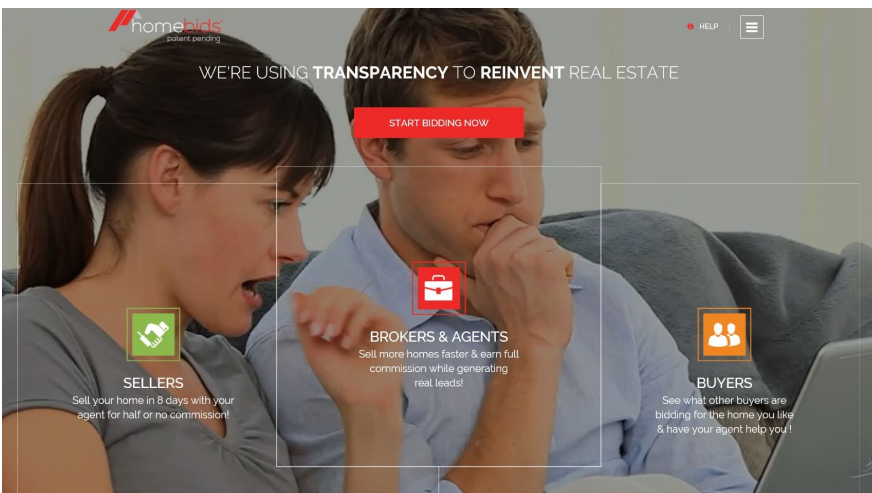 homebids
patent pending
HELP
WE'RE USING TRANSPARENCY TO REINVENT REAL ESTATE
START BIDDING NOW
SELLERS
Sell your home in 8 days with your
agent for half or no commission!
BROKERS & AGENTS
Sell more homes faster & earn full
commission while generating
real leads!
BUYERS
See what other buyers are
bidding for the home you like
& have your agent help you !